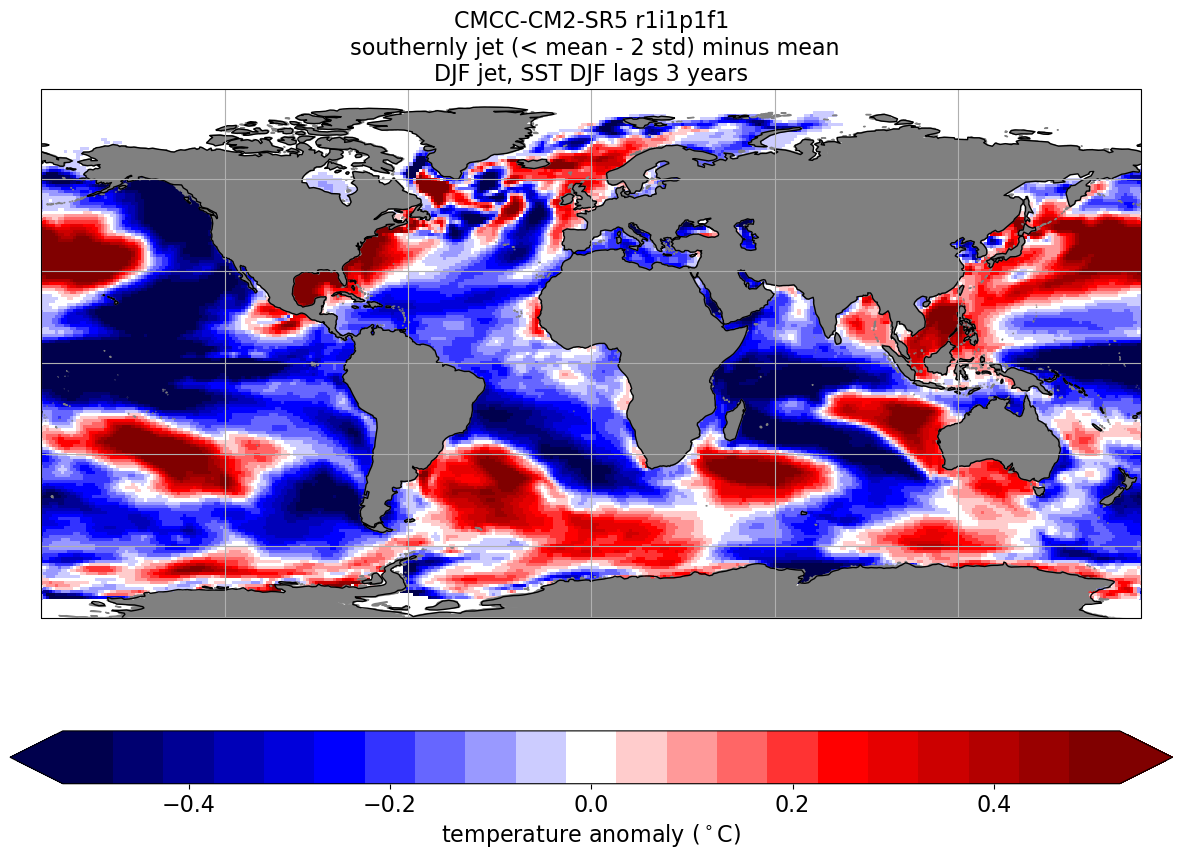 CMCC-CM2-SR5 r1i1p1f1
southernly jet (< mean - 2 std) minus mean
DJF jet, SST DJF lags 3 years
−0.4 −0.2 0.0 0.2 0.4
temperature anomaly (°C)